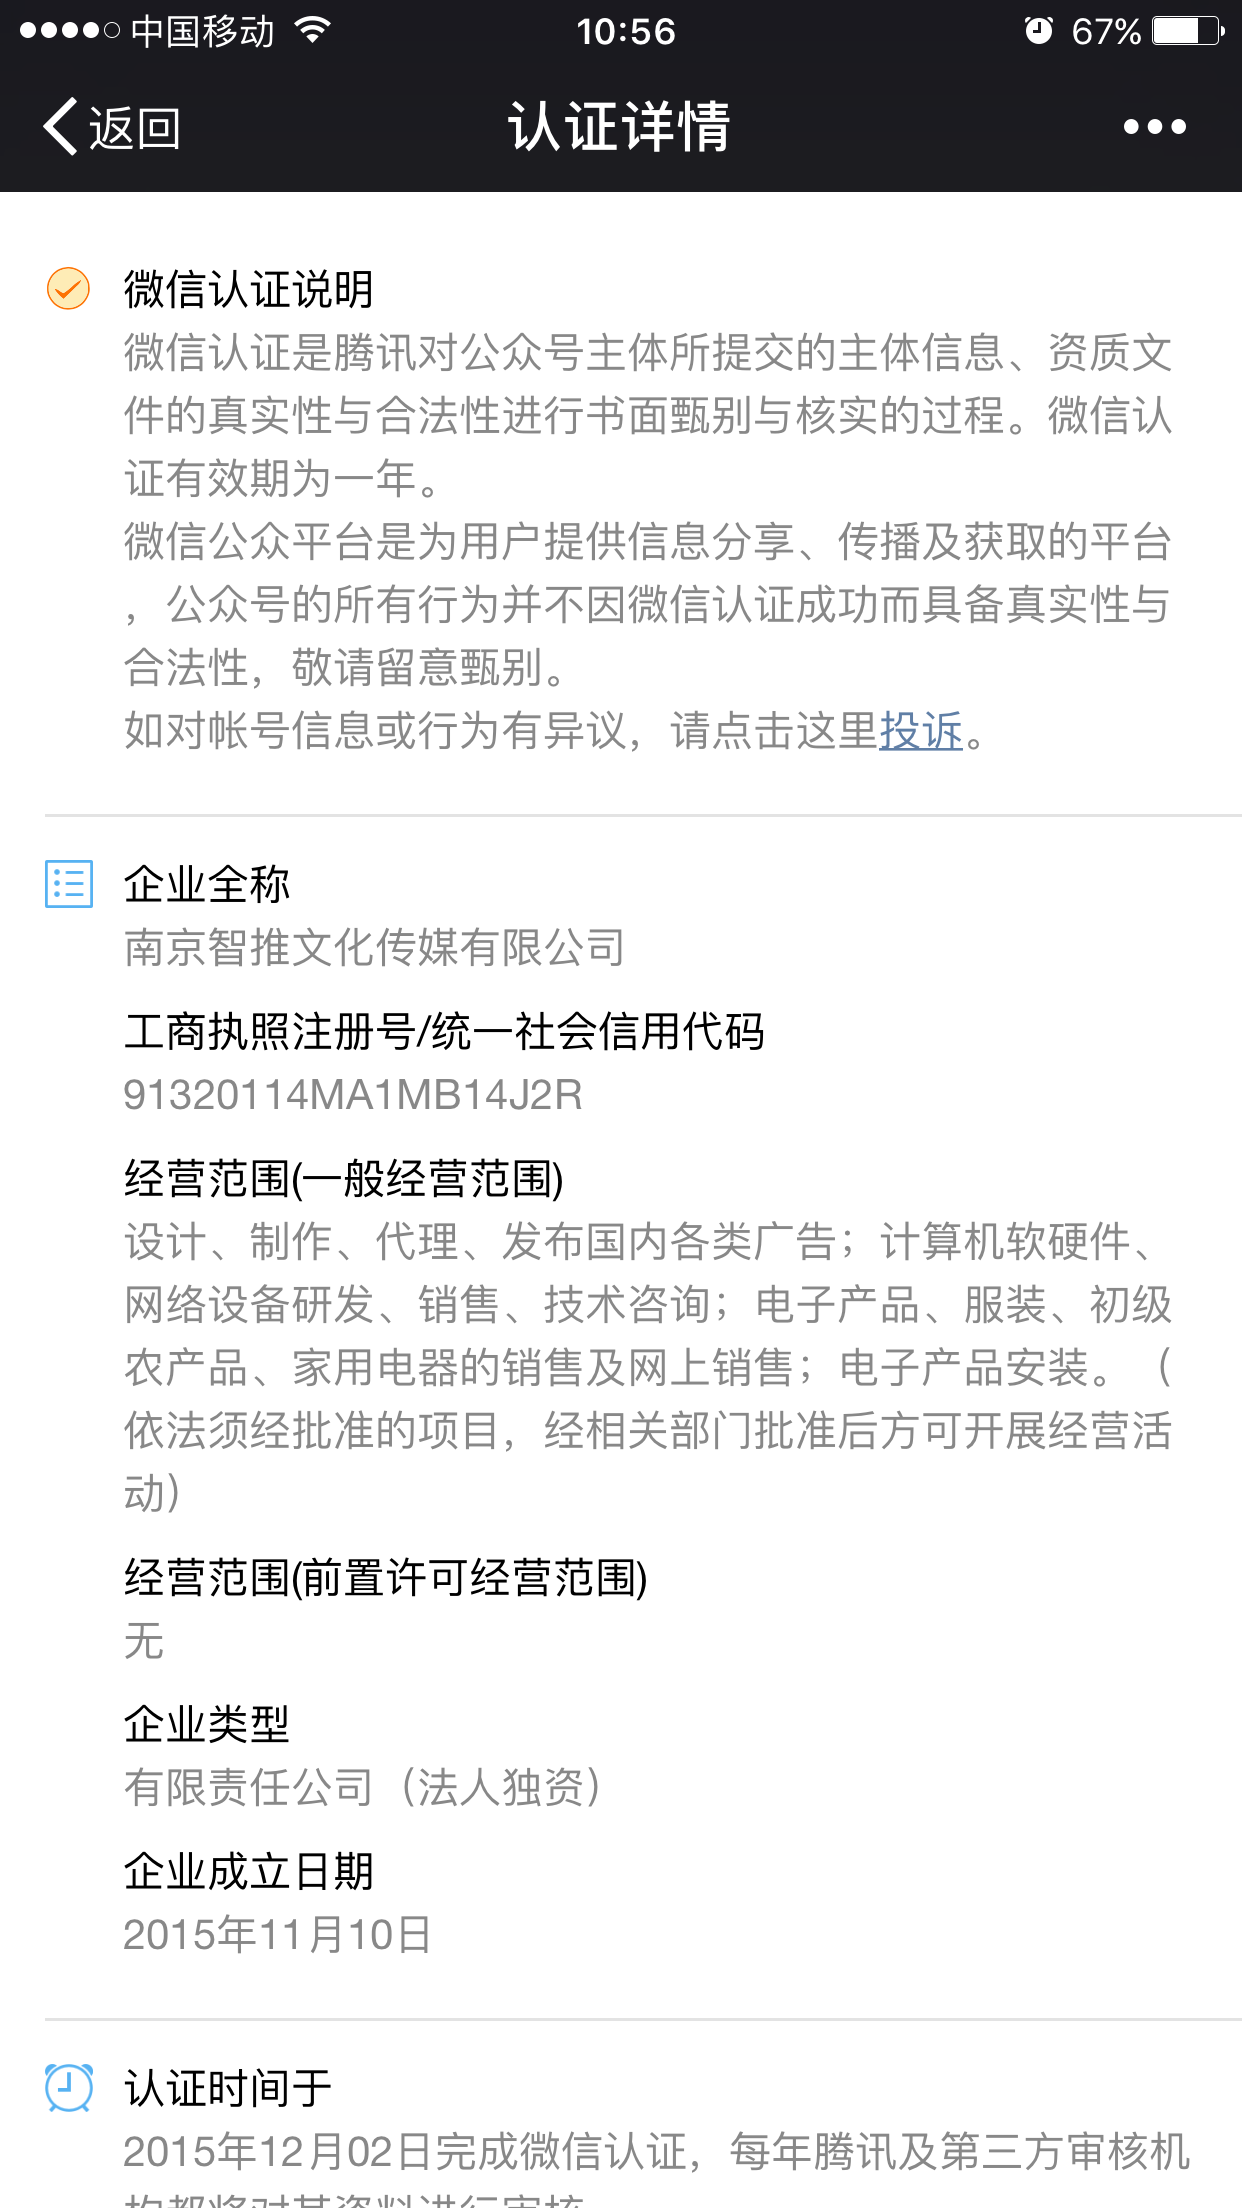 中国移动
10:56
67%
返回
认证详情
微信认证说明
微信认证是腾讯对公众号主体所提交的主体信息、资质文
件的真实性与合法性进行书面甄别与核实的过程。微信认
证有效期为一年。
微信公众平台是为用户提供信息分享、传播及获取的平台
，公众号的所有行为并不因微信认证成功而具备真实性与
合法性，敬请留意甄别。
如对帐号信息或行为有异议，请点击这里投诉。
企业全称
南京智推文化传媒有限公司
工商执照注册号/统一社会信用代码
91320114MA1MB14J2R
经营范围(一般经营范围)
设计、制作、代理、发布国内各类广告；计算机软硬件、
网络设备研发、销售、技术咨询；电子产品、服装、初级
农产品、家用电器的销售及网上销售；电子产品安装。（
依法须经批准的项目，经相关部门批准后方可开展经营活
动）
经营范围(前置许可经营范围)
无
企业类型
有限责任公司（法人独资）
企业成立日期
2015年11月10日
认证时间于
2015年12月02日完成微信认证，每年腾讯及第三方审核机
构都将对其资料进行审核